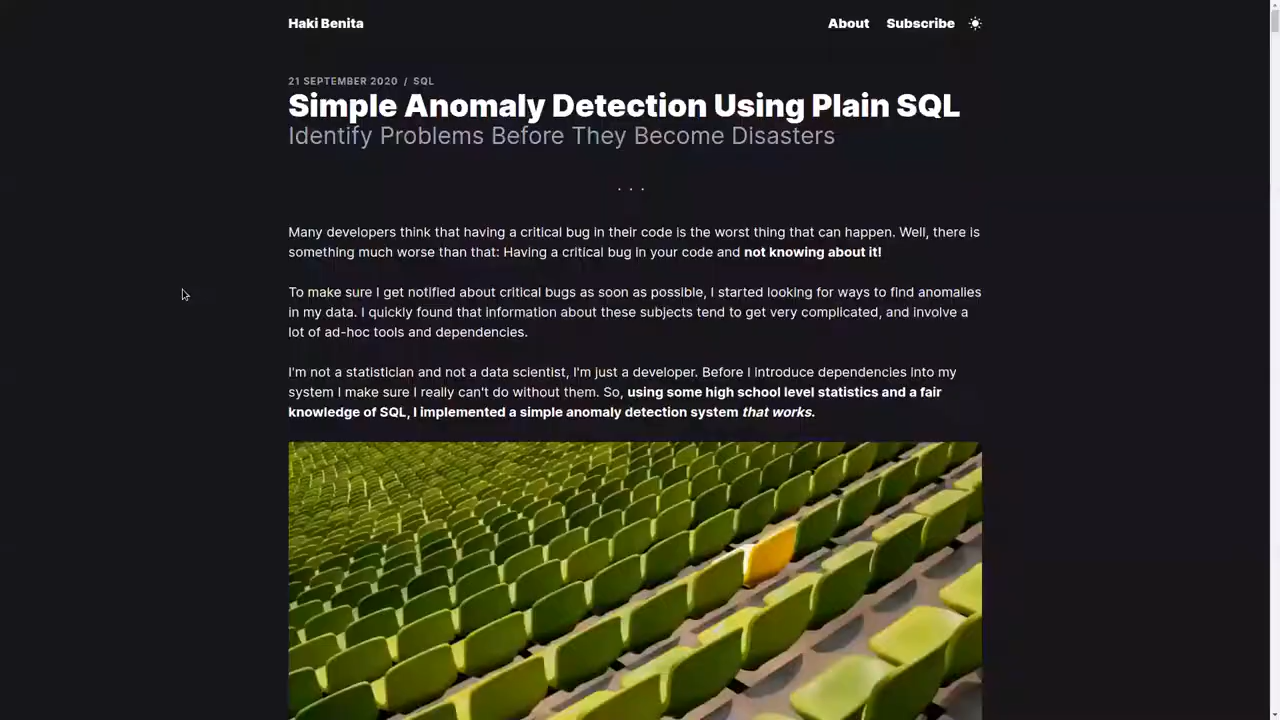 Haki Benita
About Subscribe
21 SEPTEMBER 2020 / SQL
Simple Anomaly Detection Using Plain SQL
Identify Problems Before They Become Disasters
. . .
Many developers think that having a critical bug in their code is the worst thing that can happen. Well, there is
something much worse than that: Having a critical bug in your code and not knowing about it!
To make sure I get notified about critical bugs as soon as possible, I started looking for ways to find anomalies
in my data. I quickly found that information about these subjects tend to get very complicated, and involve a
lot of ad-hoc tools and dependencies.
I'm not a statistician and not a data scientist, I'm just a developer. Before I introduce dependencies into my
system I make sure I really can't do without them. So, using some high school level statistics and a fair
knowledge of SQL, I implemented a simple anomaly detection system that works.